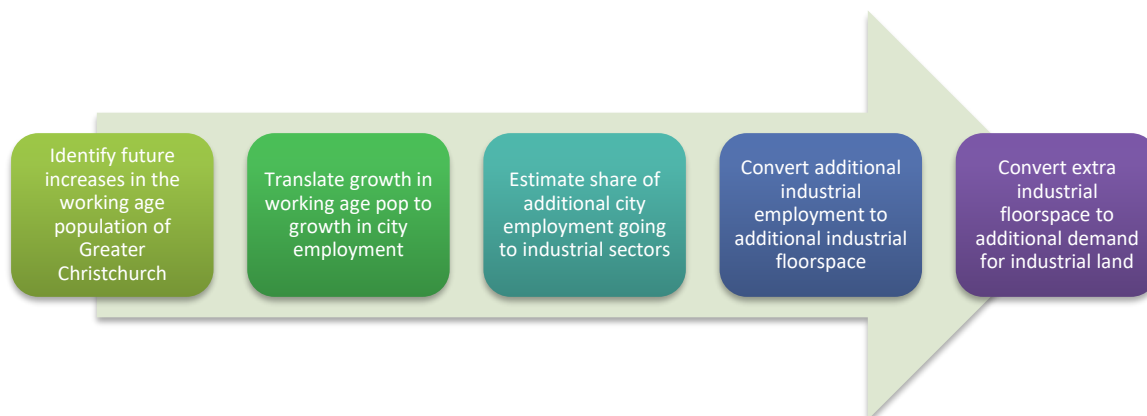 Identify future
increases in the
working age
population of
Greater
Christchurch
Translate growth in
working age pop to
growth in city
employment
Estimate share of
additional city
employment going
to industrial sectors
Convert additional
industrial
employment to
additional industrial
floorspace
Convert extra
industrial
floorspace to
additional demand
for industrial land